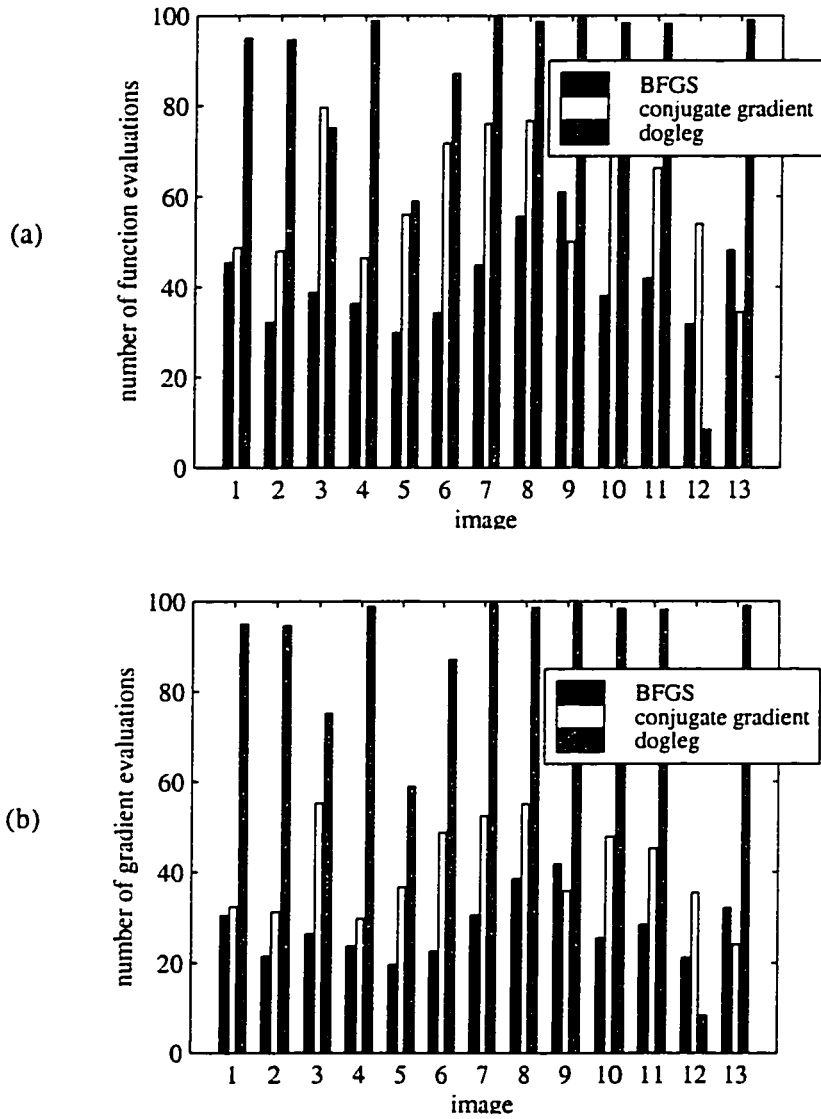 (a)
number of function evaluations
100
80
60
40
20
0
BFGS
conjugate gradient
dogleg
1 2 3 4 5 6 7 8 9 10 11 12 13
image
(b)
number of gradient evaluations
100
80
60
40
20
0
BFGS
conjugate gradient
dogleg
1 2 3 4 5 6 7 8 9 10 11 12 13
image